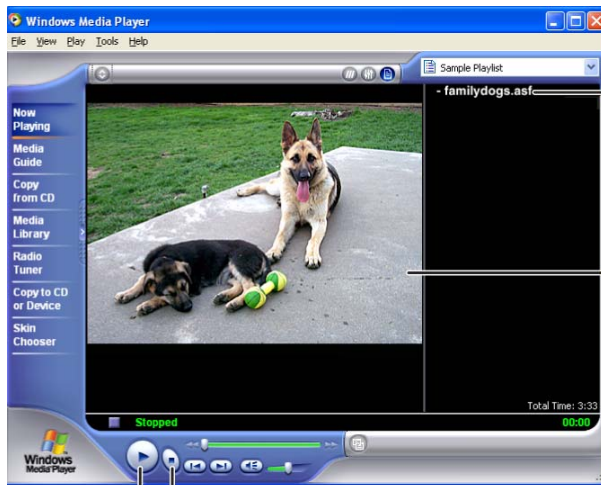 Windows Media Player
File View Play Tools Help
Sample Playlist
- familydogs.asf
Now
Playing
Media
Guide
Copy
from CD
Media
Library
Radio
Tuner
Copy to CD
or Device
Skin
Chooser
Total Time: 3:33
Stopped
00:00
Windows
Media Player